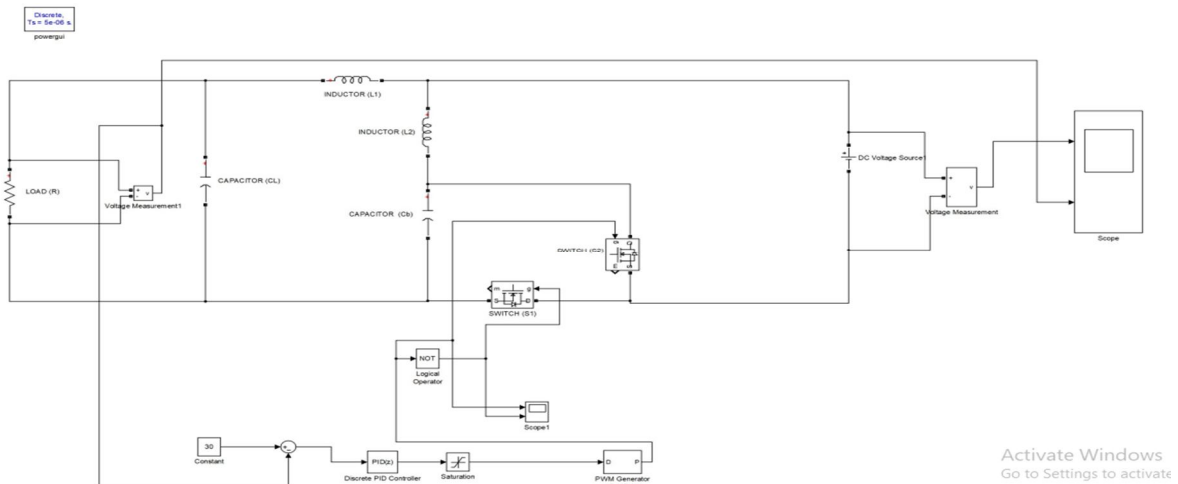 Discrete,
Ts = 5e-06 s.
powergui
INDUCTOR (L1)
INDUCTOR (L2)
DC Voltage Source1
+
-
v
Voltage Measurement
Scope
LOAD (R)
+
-
v
Voltage Measurement1
CAPACITOR (CL)
CAPACITOR (Cb)
SWITCH (S2)
g
D
m
S
m
g
S
D
SWITCH (S1)
NOT
Logical
Operator
Scope1
30
Constant
PID(z)
Discrete PID Controller
Saturation
D
P
PWM Generator
Activate Windows
Go to Settings to activate